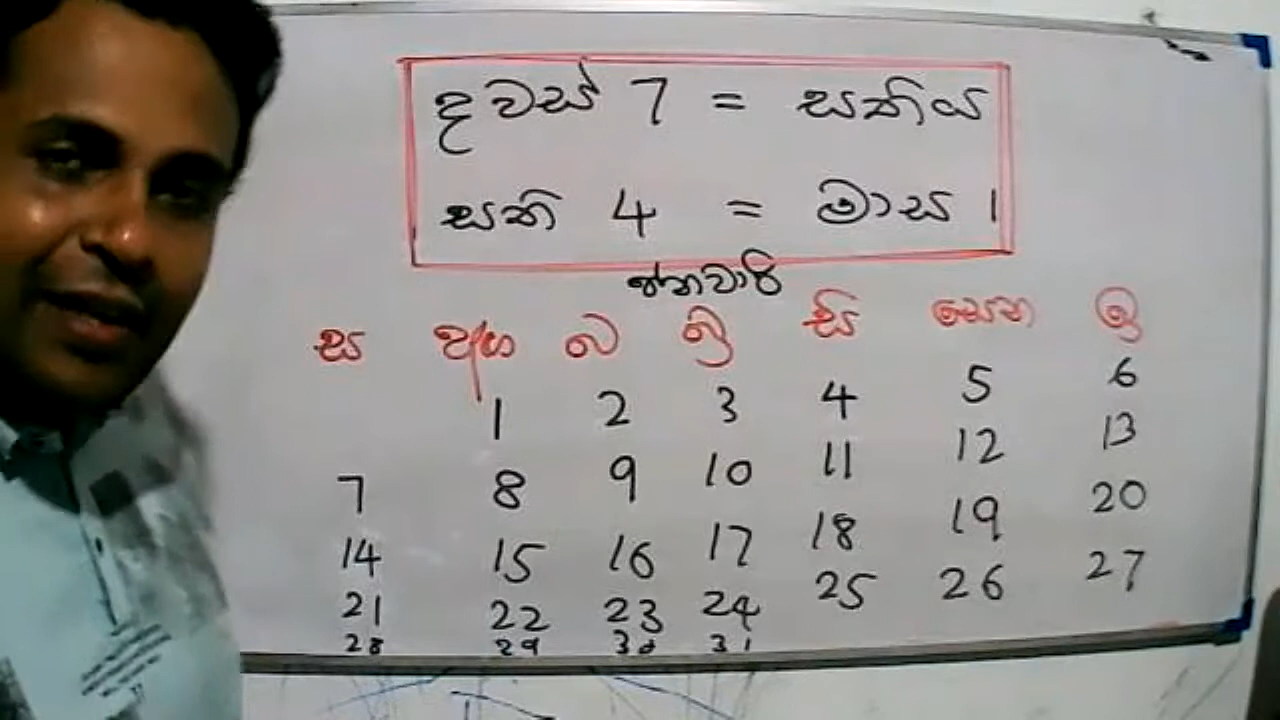 දවස් 7 = සතිය
සති 4 = මාස 1
ජනවාරි
ස අඟ බ බ්‍ර සි සෙන ඉ
1 2 3 4 5 6
7 8 9 10 11 12 13
14 15 16 17 18 19 20
21 22 23 24 25 26 27
28 29 30 31